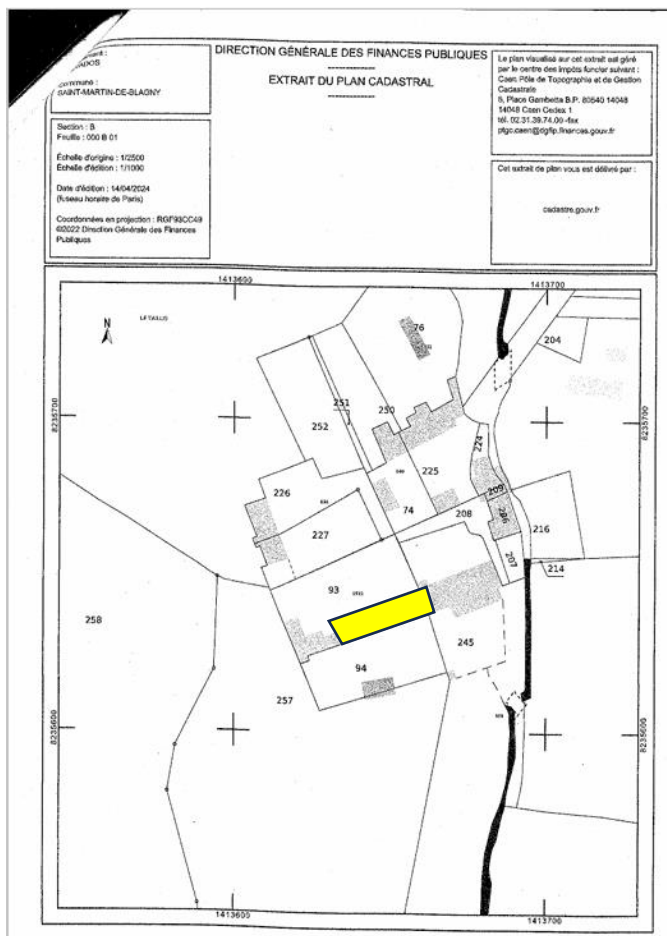 DIRECTION GÉNÉRALE DES FINANCES PUBLIQUES
EXTRAIT DU PLAN CADASTRAL
SAINT-MARTIN-DE-BLAGNY
Section : B
Feuille : 000 B 01
Échelle d'origine : 1/2500
Échelle d'édition : 1/1000
Date d'édition : 14/04/2024
(fuseau horaire de Paris)
Coordonnées en projection : RGF93CC49
©2022 Direction Générale des Finances
Publiques
Le plan visualisé sur cet extrait est géré
par le centre des impôts foncier suivant :
Caen Pôle de Topographie et de Gestion
Cadastrale
Place Gambetta B.P. 80540 14048
14048 Caen Cedex 1
tél. 02.31.39.74.00 -fax
ptgc.caen@dgfip.finances.gouv.fr
Cet extrait de plan vous est délivré par :
cadastre.gouv.fr
1413600
1413700
N
76
204
8235700
251
250
252
8235700
224
225
226
209
208
74
206
216
227
207
214
93
258
245
94
257
8235600
8235600
1413600
1413700